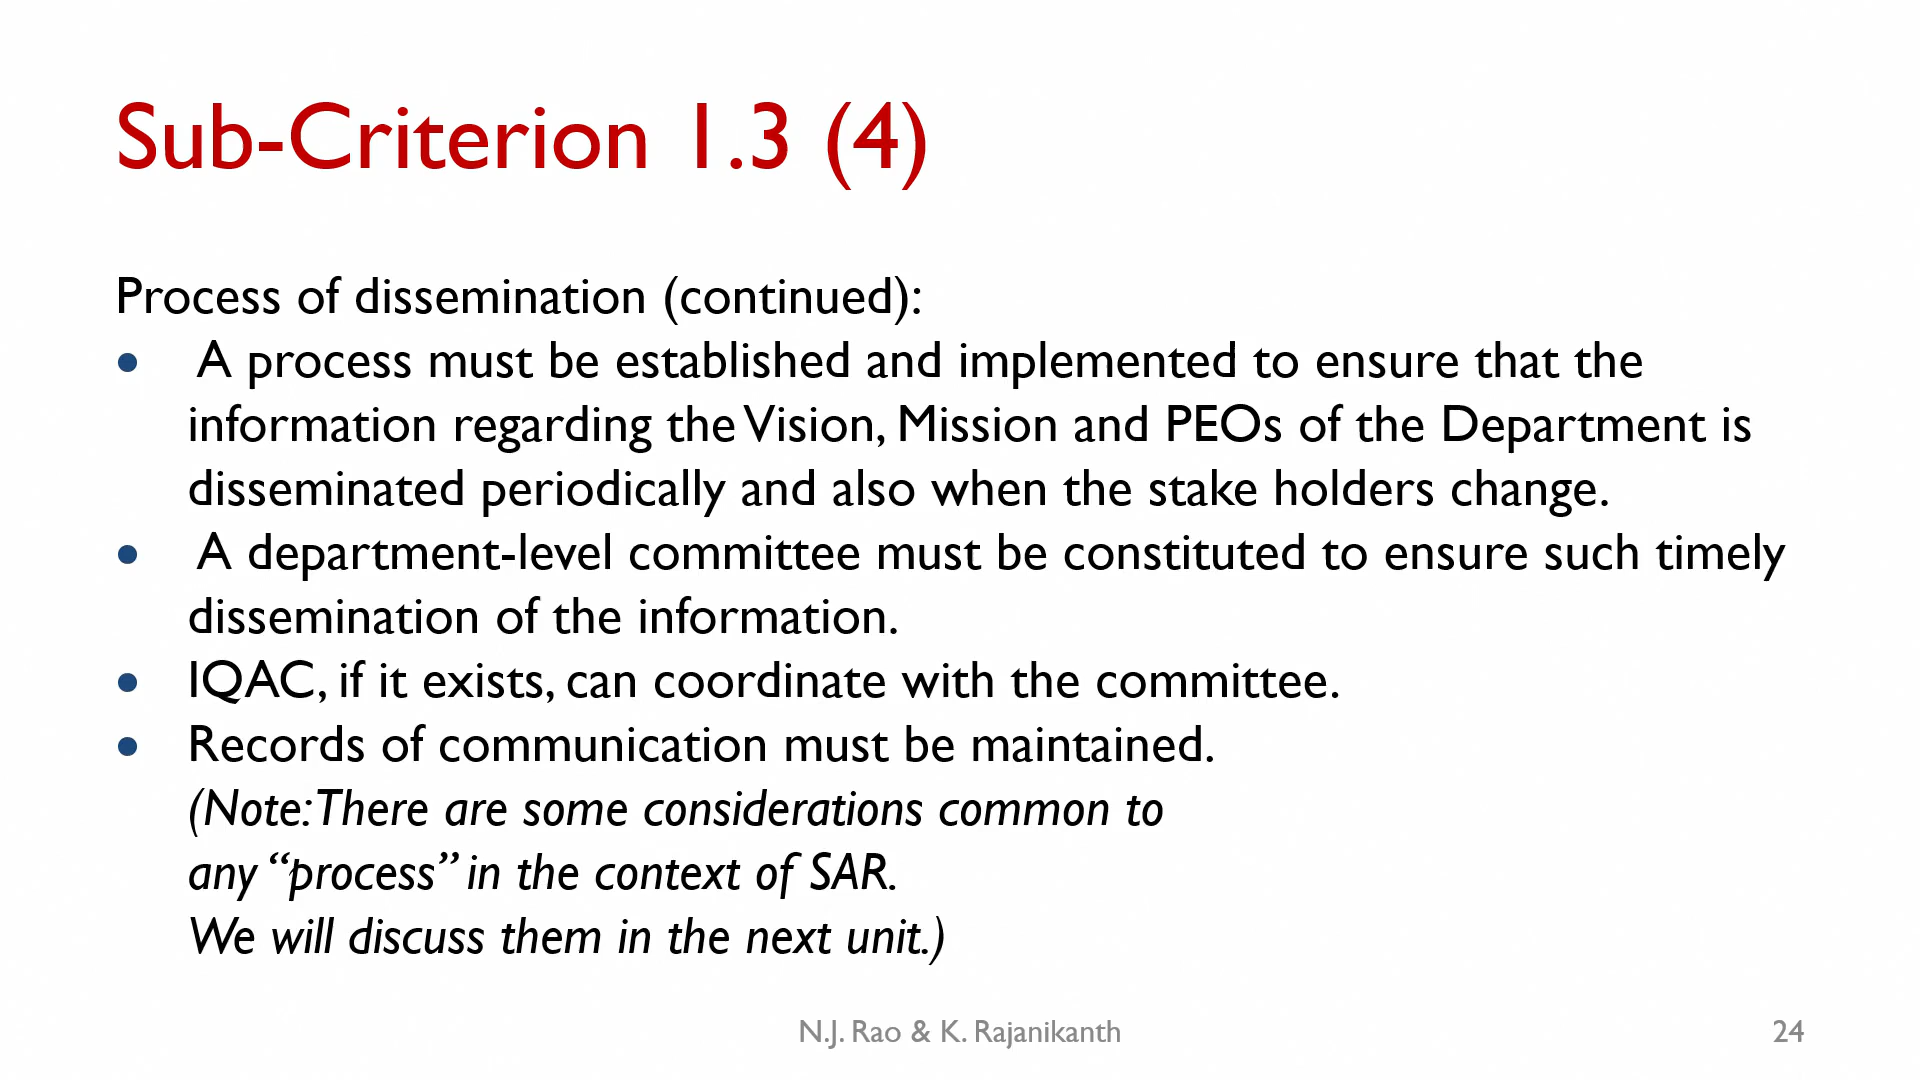 Sub-Criterion 1.3 (4)
Process of dissemination (continued):
• A process must be established and implemented to ensure that the
information regarding the Vision, Mission and PEOs of the Department is
disseminated periodically and also when the stake holders change.
• A department-level committee must be constituted to ensure such timely
dissemination of the information.
• IQAC, if it exists, can coordinate with the committee.
• Records of communication must be maintained.
(Note: There are some considerations common to
any “process” in the context of SAR.
We will discuss them in the next unit.)
N.J. Rao & K. Rajanikanth
24